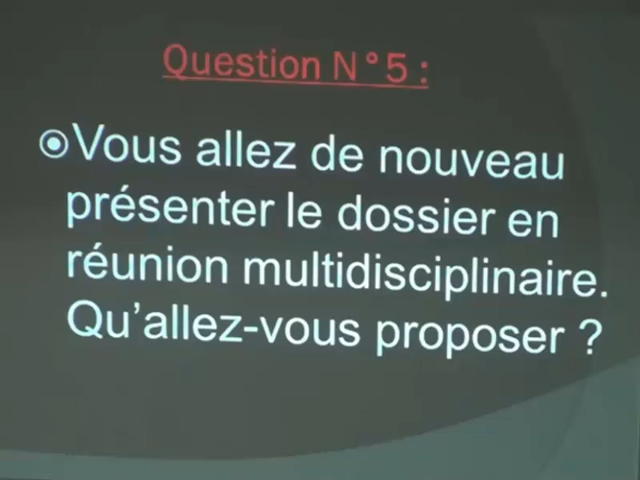 Question N°5 :
Vous allez de nouveau
présenter le dossier en
réunion multidisciplinaire.
Qu'allez-vous proposer ?